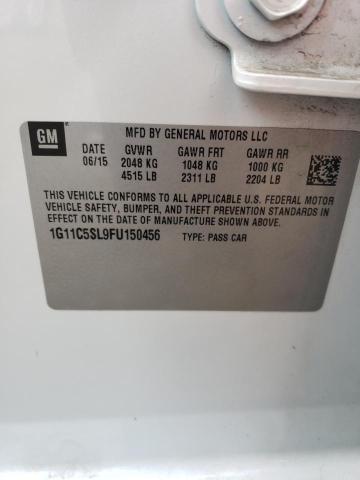 GM
MFD BY GENERAL MOTORS LLC
DATE GVWR GAWR FRT GAWR RR
06/15 2048 KG 1048 KG 1000 KG
4515 LB 2311 LB 2204 LB
THIS VEHICLE CONFORMS TO ALL APPLICABLE U.S. FEDERAL MOTOR
VEHICLE SAFETY, BUMPER, AND THEFT PREVENTION STANDARDS IN
EFFECT ON THE DATE OF MANUFACTURE SHOWN ABOVE.
1G11C5SL9FU150456 TYPE: PASS CAR